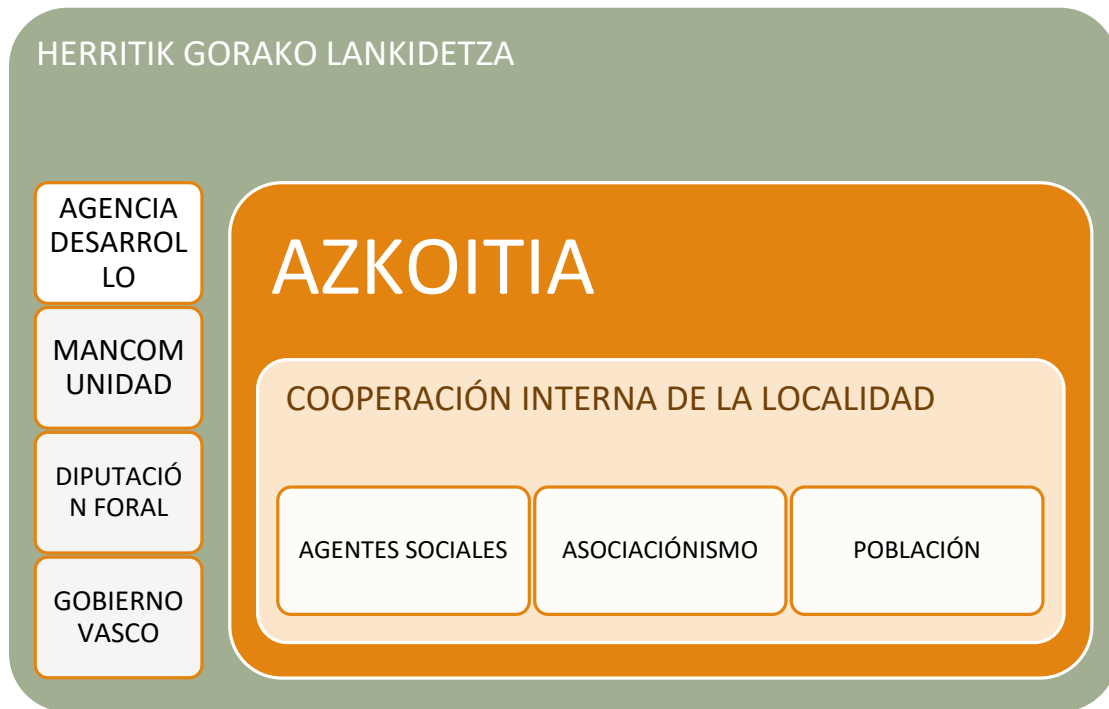 HERRITIK GORAKO LANKIDETZA
AGENCIA
DESARROL
LO
MANCOM
UNIDAD
DIPUTACIÓ
N FORAL
GOBIERNO
VASCO
AZKOITIA
COOPERACIÓN INTERNA DE LA LOCALIDAD
AGENTES SOCIALES
ASOCIACIÓNISMO
POBLACIÓN